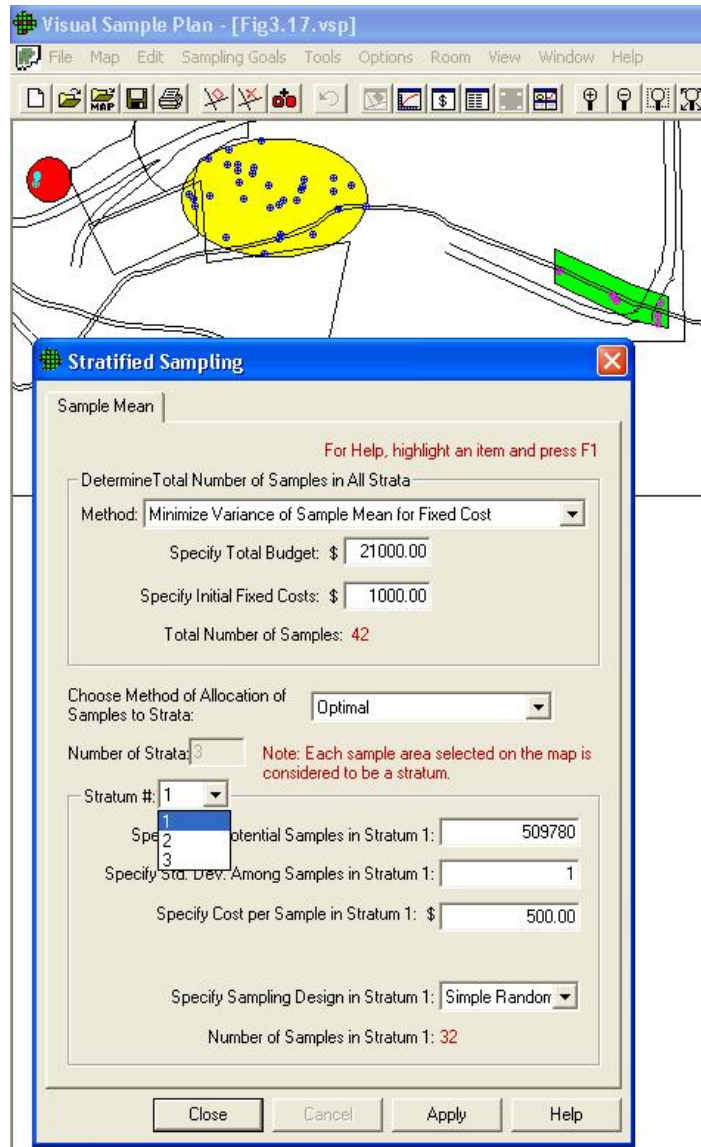 Visual Sample Plan - [Fig3.17.vsp]
File Map Edit Sampling Goals Tools Options Room View Window Help
MAP $
Stratified Sampling
Sample Mean
For Help, highlight an item and press F1
DetermineTotal Number of Samples in All Strata
Method: Minimize Variance of Sample Mean for Fixed Cost
Specify Total Budget: $ 21000.00
Specify Initial Fixed Costs: $ 1000.00
Total Number of Samples: 42
Choose Method of Allocation of
Samples to Strata:
Optimal
Number of Strata: 3
Note: Each sample area selected on the map is
considered to be a stratum.
Stratum #: 1
1
2
3
Spe otential Samples in Stratum 1: 509780
Specify Std. Dev. Among Samples in Stratum 1: 1
Specify Cost per Sample in Stratum 1: $ 500.00
Specify Sampling Design in Stratum 1: Simple Random
Number of Samples in Stratum 1: 32
Close Cancel Apply Help